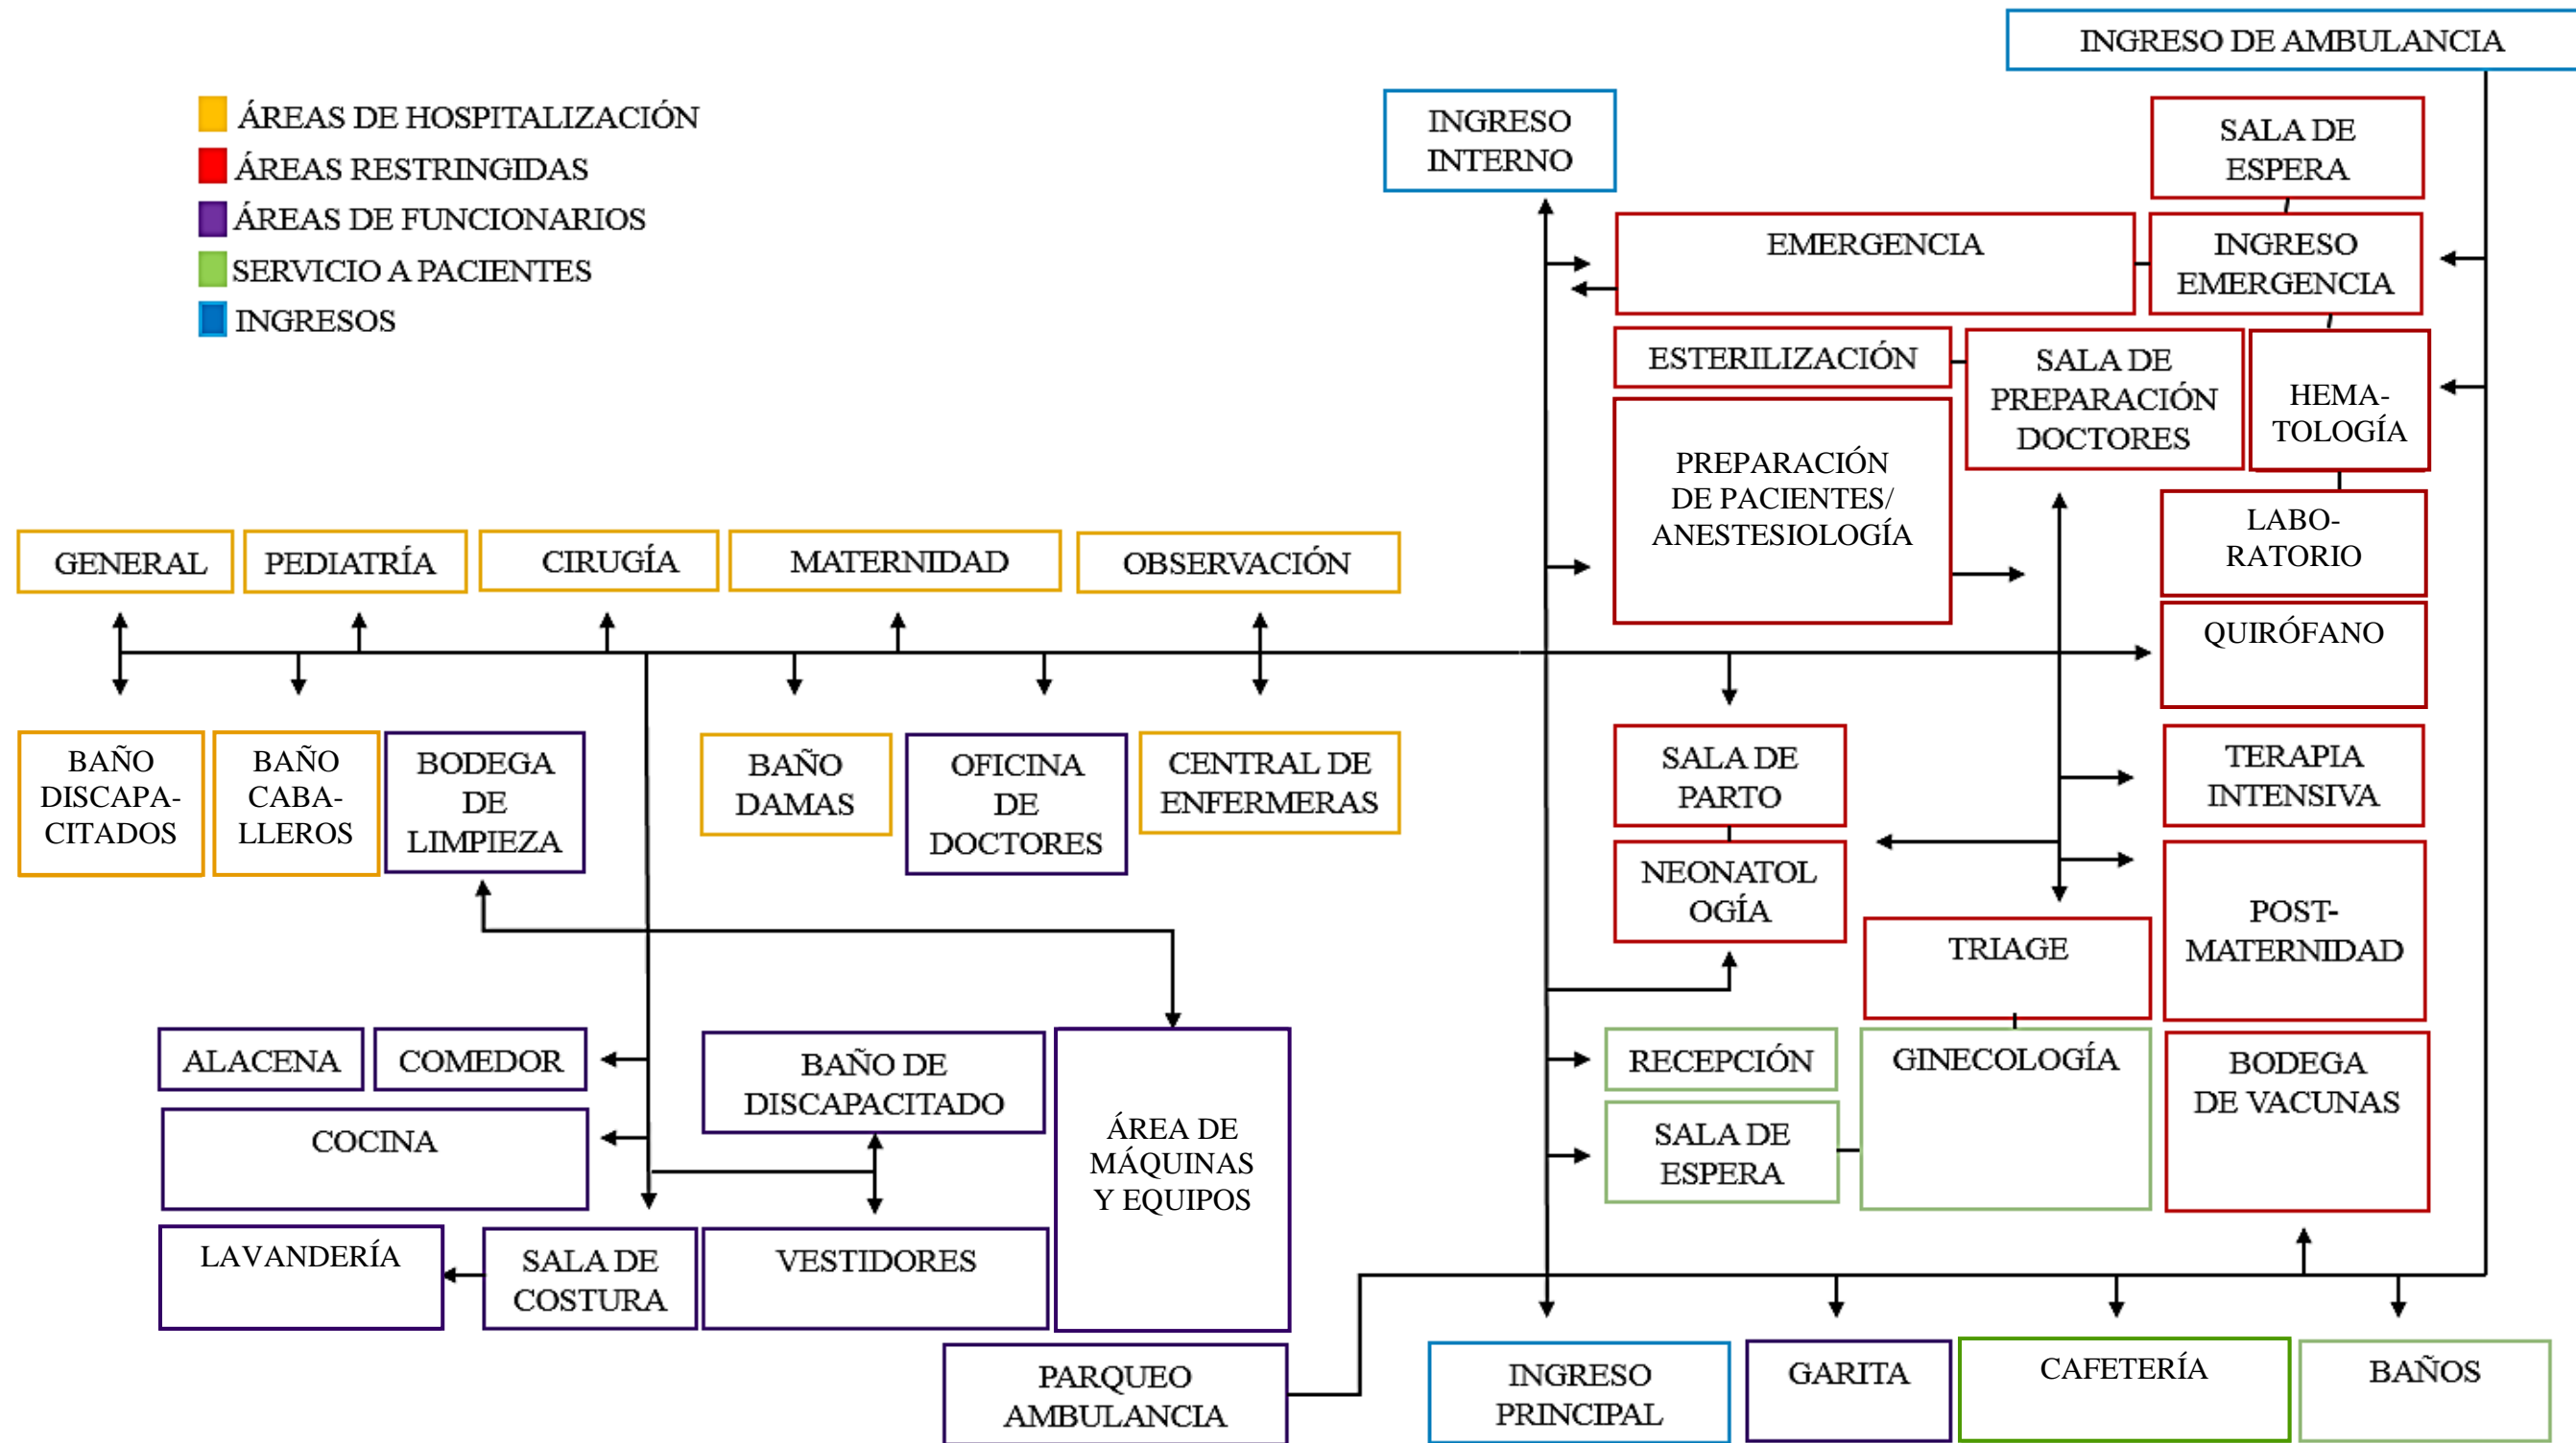 INGRESO DE AMBULANCIA
ÁREAS DE HOSPITALIZACIÓN
ÁREAS RESTRINGIDAS
ÁREAS DE FUNCIONARIOS
SERVICIO A PACIENTES
INGRESOS
INGRESO
INTERNO
SALA DE
ESPERA
EMERGENCIA
INGRESO
EMERGENCIA
ESTERILIZACIÓN
SALA DE
PREPARACIÓN
DOCTORES
HEMA-
TOLOGÍA
PREPARACIÓN
DE PACIENTES/
ANESTESIOLOGÍA
LABO-
RATORIO
GENERAL
PEDIATRÍA
CIRUGÍA
MATERNIDAD
OBSERVACIÓN
QUIRÓFANO
BAÑO
DISCAPA-
CITADOS
BAÑO
CABA-
LLEROS
BODEGA
DE
LIMPIEZA
BAÑO
DAMAS
OFICINA
DE
DOCTORES
CENTRAL DE
ENFERMERAS
SALA DE
PARTO
TERAPIA
INTENSIVA
NEONATOL
OGÍA
TRIAGE
POST-
MATERNIDAD
ALACENA
COMEDOR
BAÑO DE
DISCAPACITADO
ÁREA DE
MÁQUINAS
Y EQUIPOS
RECEPCIÓN
GINECOLOGÍA
BODEGA
DE VACUNAS
COCINA
SALA DE
ESPERA
LAVANDERÍA
SALA DE
COSTURA
VESTIDORES
PARQUEO
AMBULANCIA
INGRESO
PRINCIPAL
GARITA
CAFETERÍA
BAÑOS